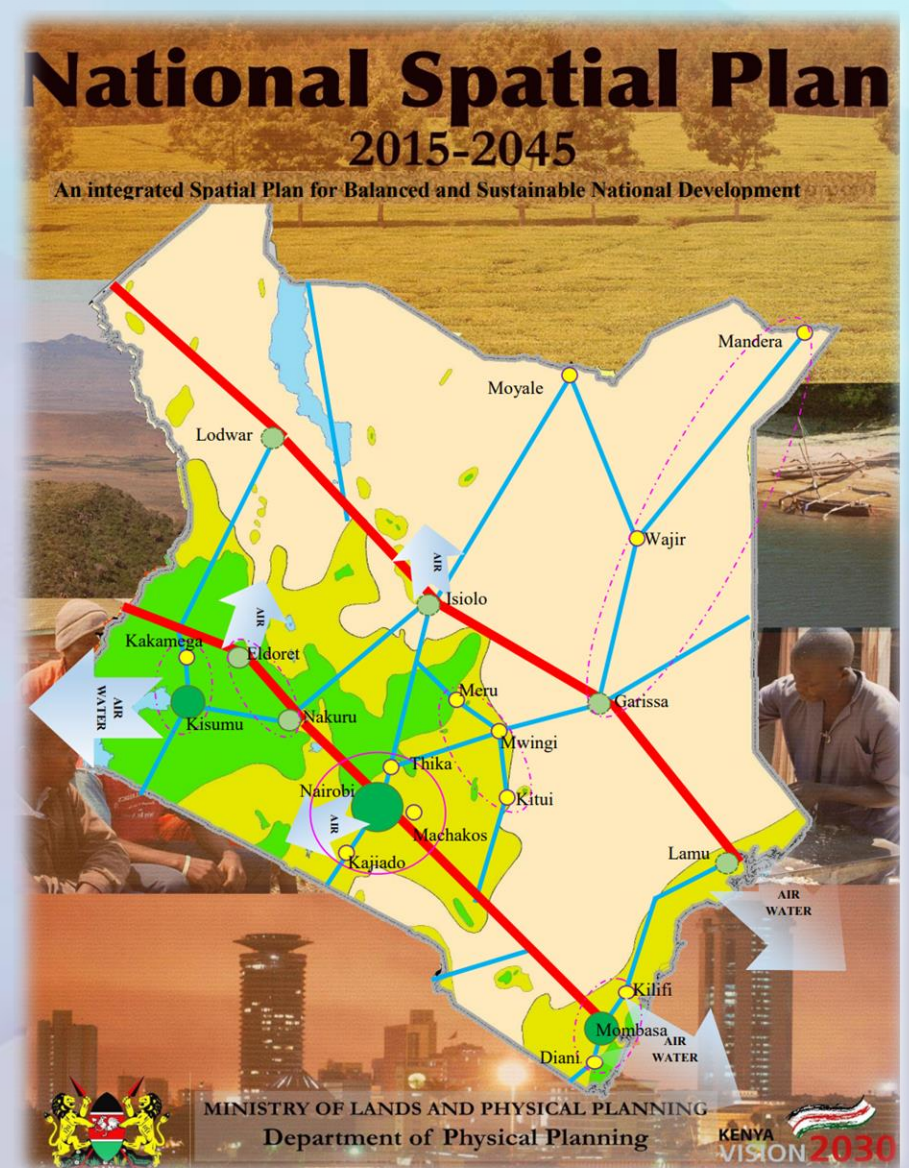 National Spatial Plan
2015-2045
An integrated Spatial Plan for Balanced and Sustainable National Development
Mandera
Moyale
Lodwar
Wajir
AIR
Isiolo
AIR
Kakamega
Eldoret
AIR
WATER
Meru
Garissa
Kisumu
Nakuru
Mwingi
Thika
Nairobi
Kitui
AIR
Machakos
Kajiado
Lamu
AIR
WATER
Kilifi
Mombasa
AIR
WATER
Diani
MINISTRY OF LANDS AND PHYSICAL PLANNING
Department of Physical Planning
KENYA
VISION 2030